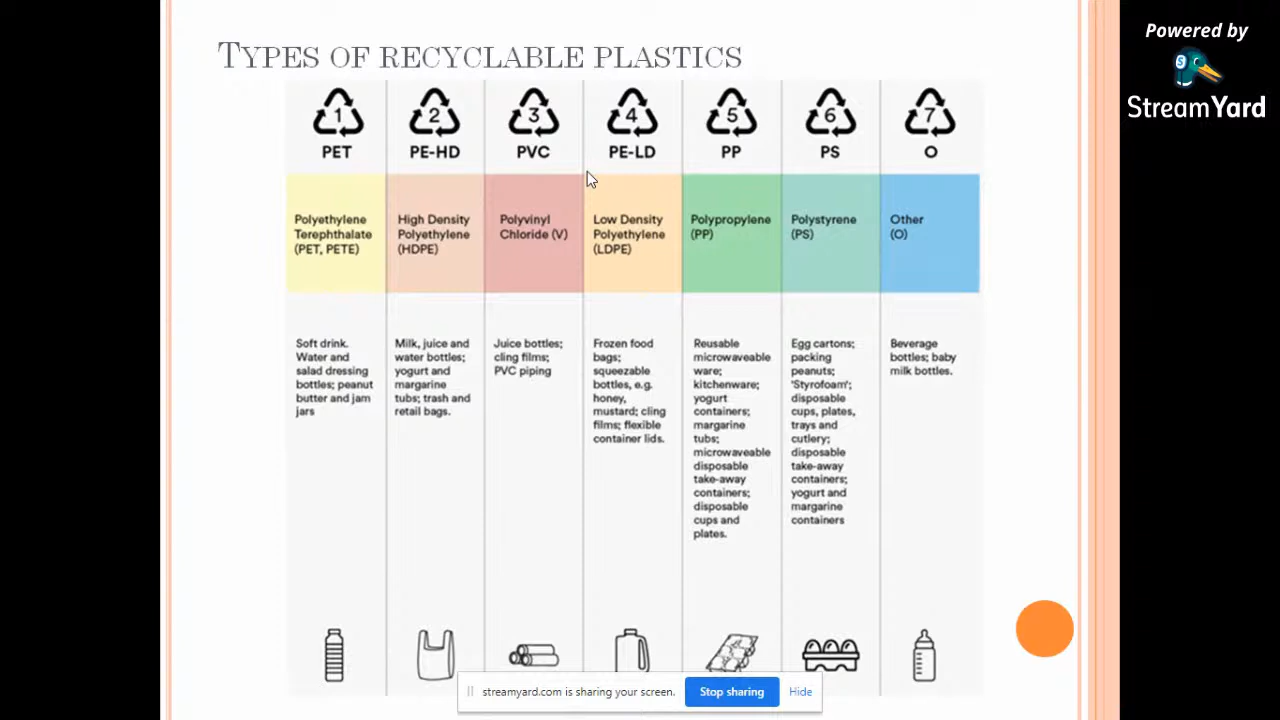 TYPES OF RECYCLABLE PLASTICS
Powered by
StreamYard
1
PET
2
PE-HD
3
PVC
4
PE-LD
5
PP
6
PS
7
O
Polyethylene
Terephthalate
(PET, PETE)
High Density
Polyethylene
(HDPE)
Polyvinyl
Chloride (V)
Low Density
Polyethylene
(LDPE)
Polypropylene
(PP)
Polystyrene
(PS)
Other
(O)
Soft drink.
Water and
salad dressing
bottles; peanut
butter and jam
jars
Milk, juice and
water bottles;
yogurt and
margarine
tubs; trash and
retail bags.
Juice bottles;
cling films;
PVC piping
Frozen food
bags;
squeezable
bottles, e.g.
honey,
mustard; cling
films; flexible
container lids.
Reusable
microwaveable
ware;
kitchenware;
yogurt
containers;
margarine
tubs;
microwaveable
disposable
take-away
containers;
disposable
cups and
plates.
Egg cartons;
packing
peanuts;
'Styrofoam';
disposable
cups, plates,
trays and
cutlery;
disposable
take-away
containers;
yogurt and
margarine
containers
Beverage
bottles; baby
milk bottles.
streamyard.com is sharing your screen.
Stop sharing
Hide